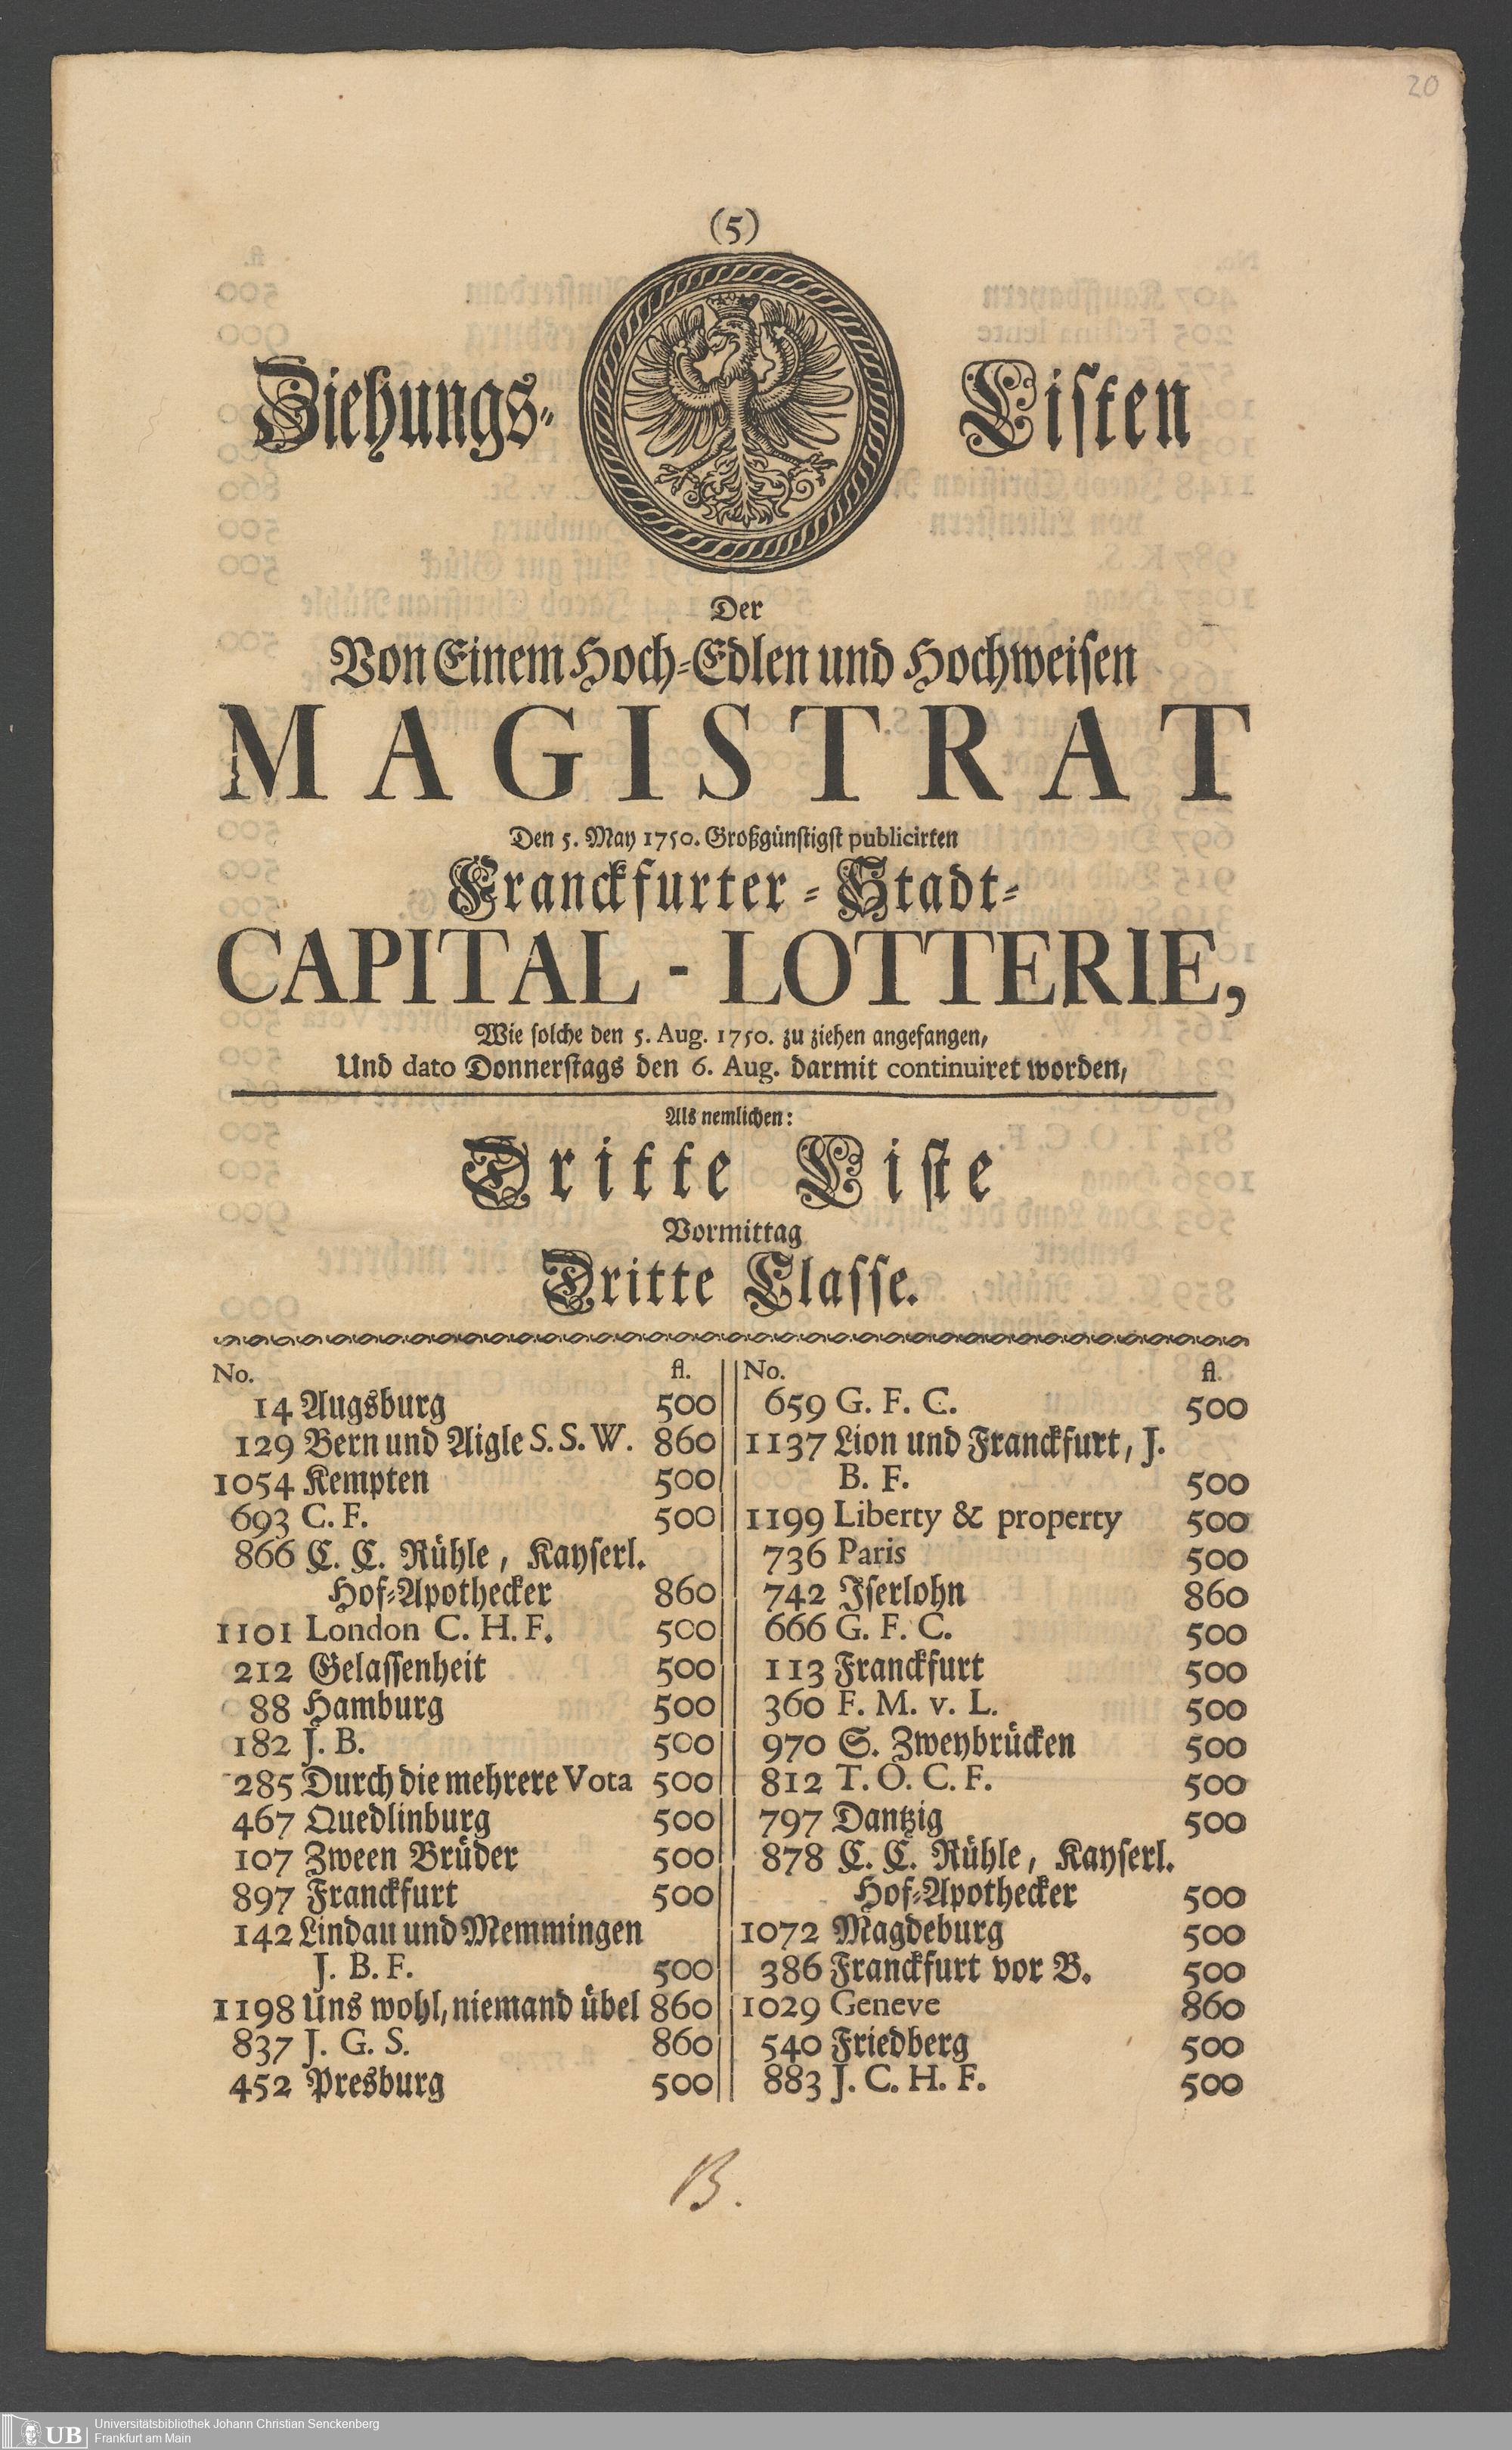 20
(5)
Ziehungs- Listen
Der
Von Einem Hoch-Edlen und Hochweisen
MAGISTRAT
Den 5. May 1750. Großgünstigst publicirten
Franckfurter-Stadt-
CAPITAL-LOTTERIE,
Wie solche den 5. Aug. 1750. zu ziehen angefangen,
Und dato Donnerstags den 6. Aug. darmit continuiret worden,
Als nemlichen:
Dritte Liste
Vormittag
Dritte Classe.
No. fl.
14 Augsburg 500
129 Bern und Aigle S. S. W. 860
1054 Kempten 500
693 C. F. 500
866 C. C. Rühle, Kayserl.
Hof-Apothecker 860
1101 London C. H. F. 500
212 Gelassenheit 500
88 Hamburg 500
182 J. B. 500
285 Durch die mehrere Vota 500
467 Quedlinburg 500
107 Zween Brüder 500
897 Franckfurt 500
142 Lindau und Memmingen
J. B. F. 500
1198 Uns wohl, niemand übel 860
837 J. G. S. 860
452 Presburg 500
No. fl.
659 G. F. C. 500
1137 Lion und Franckfurt, J.
B. F. 500
1199 Liberty & property 500
736 Paris 500
742 Iserlohn 860
666 G. F. C. 500
113 Franckfurt 500
360 F. M. v. L. 500
970 S. Zweybrücken 500
812 T. O. C. F. 500
797 Dantzig 500
878 C. C. Rühle, Kayserl.
Hof-Apothecker 500
1072 Magdeburg 500
386 Franckfurt vor B. 500
1029 Geneve 860
540 Friedberg 500
883 J. C. H. F. 500
B.
UB
Universitätsbibliothek Johann Christian Senckenberg
Frankfurt am Main